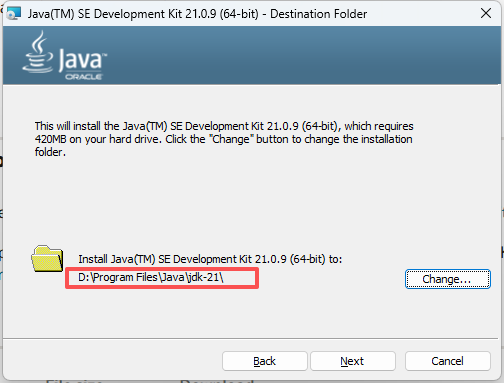 Java(TM) SE Development Kit 21.0.9 (64-bit) - Destination Folder
Java
ORACLE
This will install the Java(TM) SE Development Kit 21.0.9 (64-bit), which requires
420MB on your hard drive. Click the "Change" button to change the installation
folder.
Install Java(TM) SE Development Kit 21.0.9 (64-bit) to:
D:\Program Files\Java\jdk-21\
Change...
Back
Next
Cancel